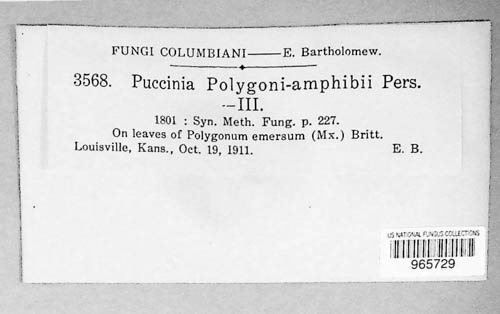 FUNGI COLUMBIANI——E. Bartholomew.
3568. Puccinia Polygoni-amphibii Pers.
—III.
1801 : Syn. Meth. Fung. p. 227.
On leaves of Polygonum emersum (Mx.) Britt.
Louisville, Kans., Oct. 19, 1911. E. B.
US NATIONAL FUNGUS COLLECTIONS
965729